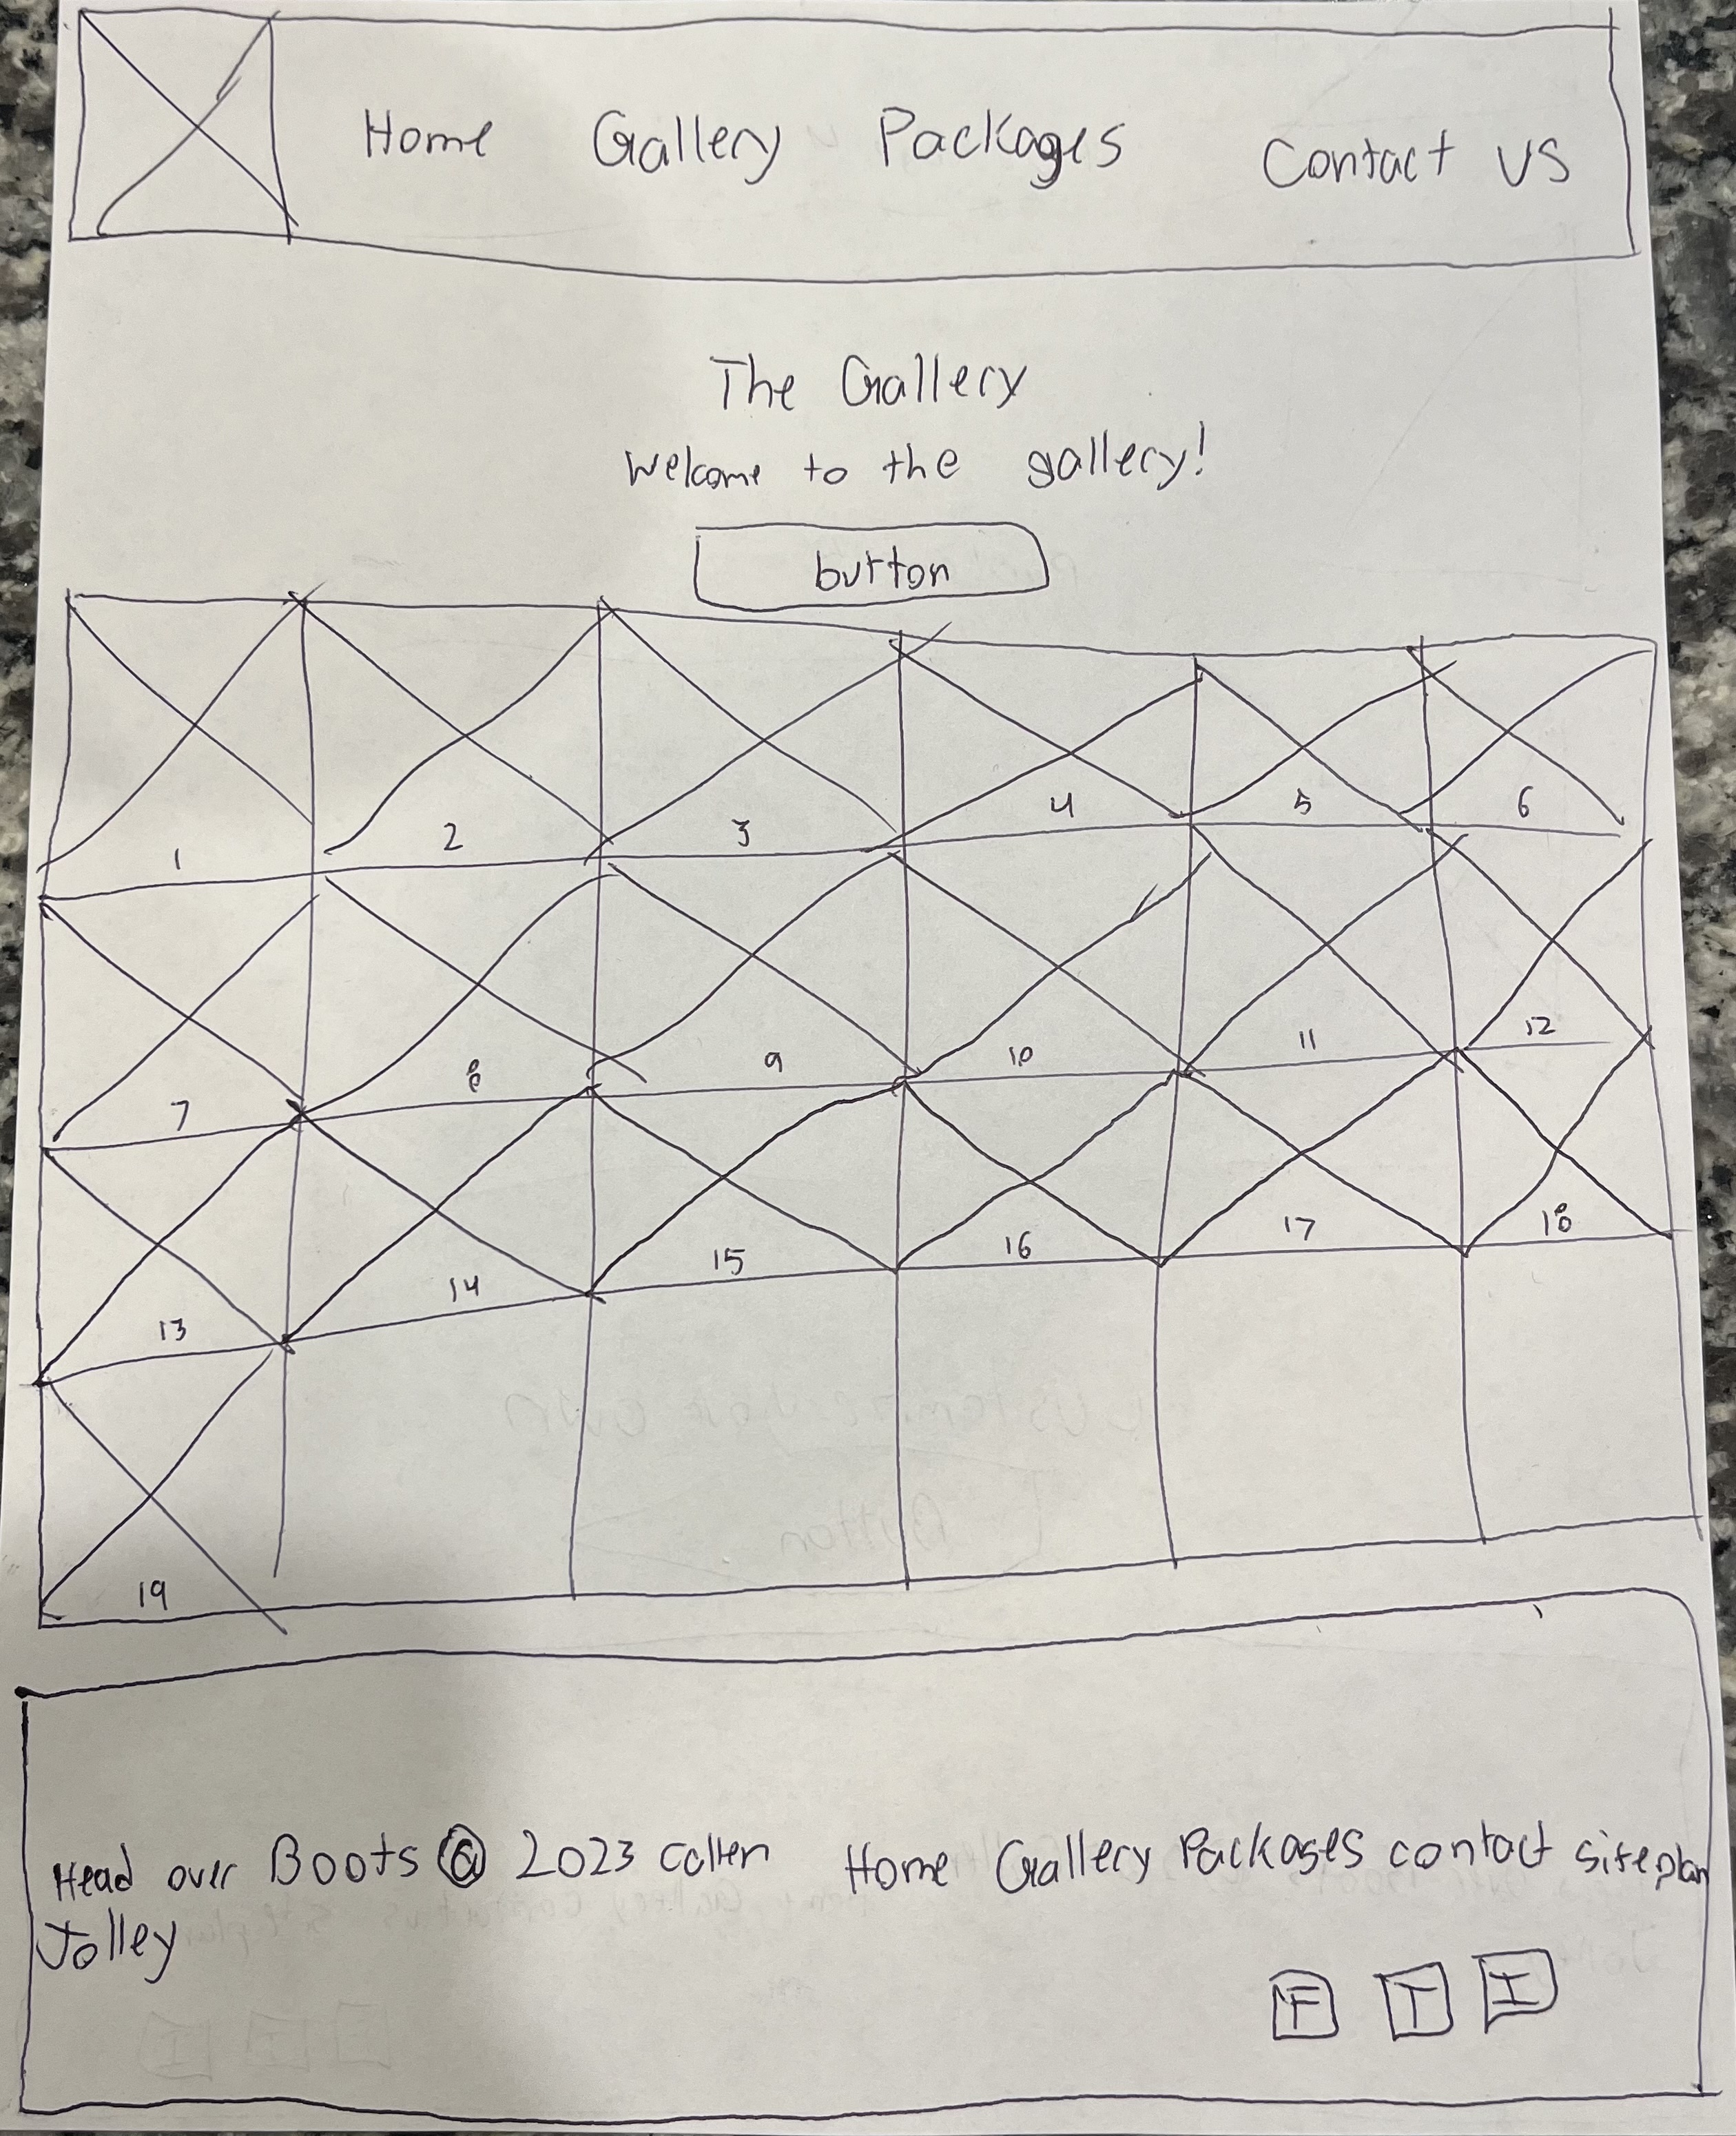 Home Gallery Packages Contact US
The Gallery
Welcome to the gallery!
button
1 2 3 4 5 6
7 8 9 10 11 12
13 14 15 16 17 18
19
Head over Boots © 2023 Home Gallery Packages contact siteplan
Jolley
F T I